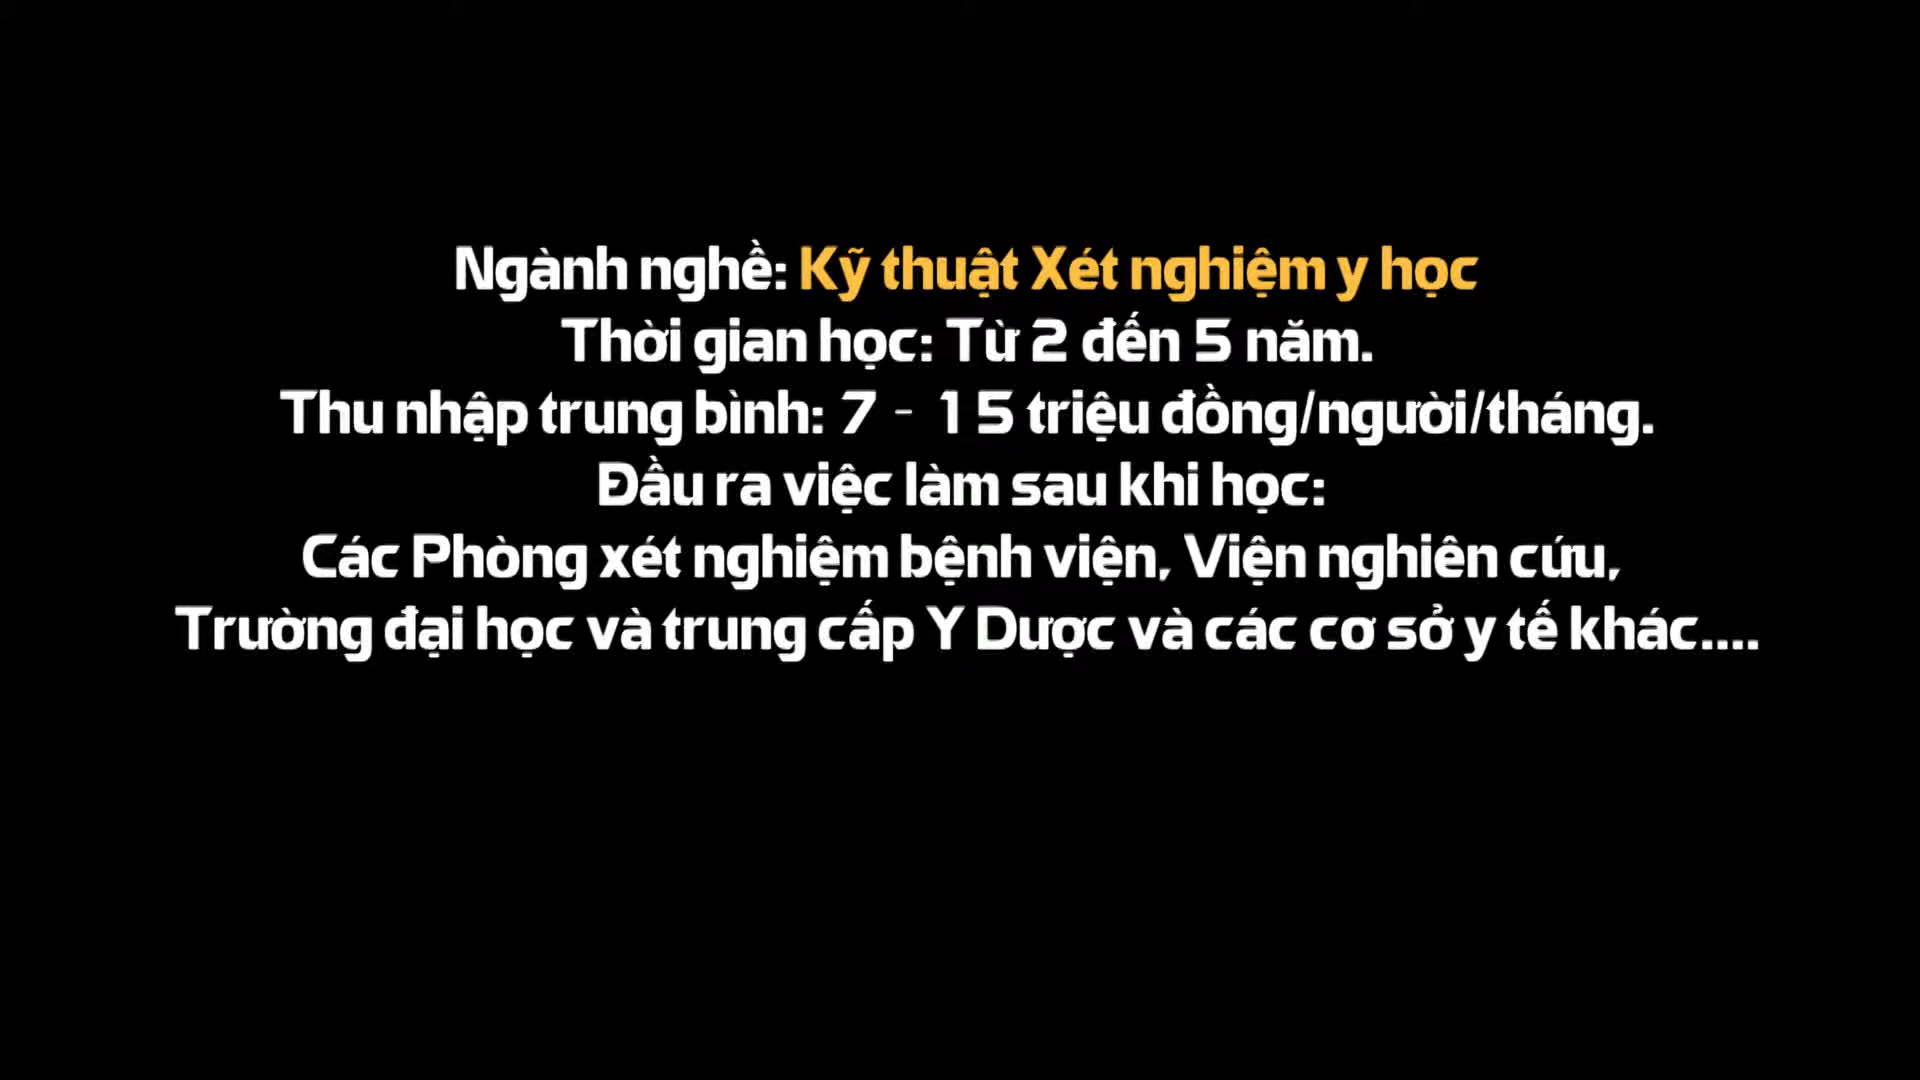 Ngành nghề: Kỹ thuật Xét nghiệm y học
Thời gian học: Từ 2 đến 5 năm.
Thu nhập trung bình: 7 - 15 triệu đồng/người/tháng.
Đầu ra việc làm sau khi học:
Các Phòng xét nghiệm bệnh viện, Viện nghiên cứu,
Trường đại học và trung cấp Y Dược và các cơ sở y tế khác....